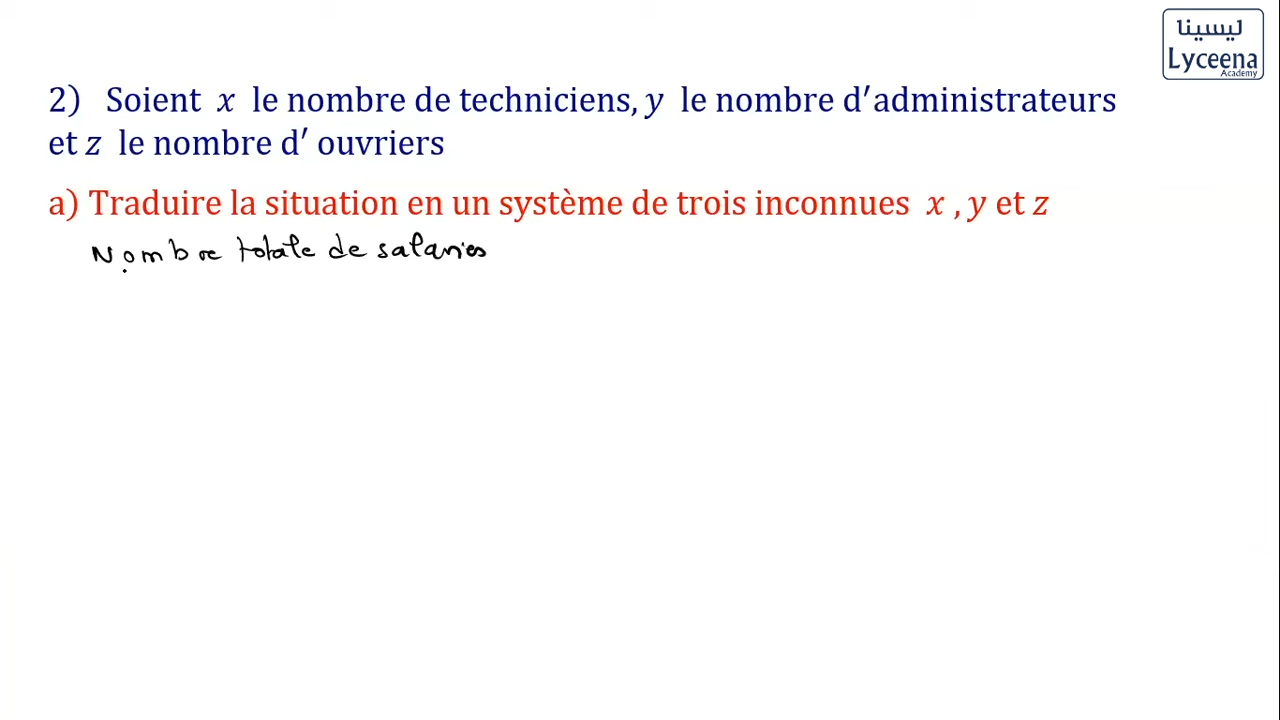 ليسينا
Lyceena
Academy
2) Soient x le nombre de techniciens, y le nombre d'administrateurs
et z le nombre d' ouvriers
a) Traduire la situation en un système de trois inconnues x , y et z
Nombre totale de salaries